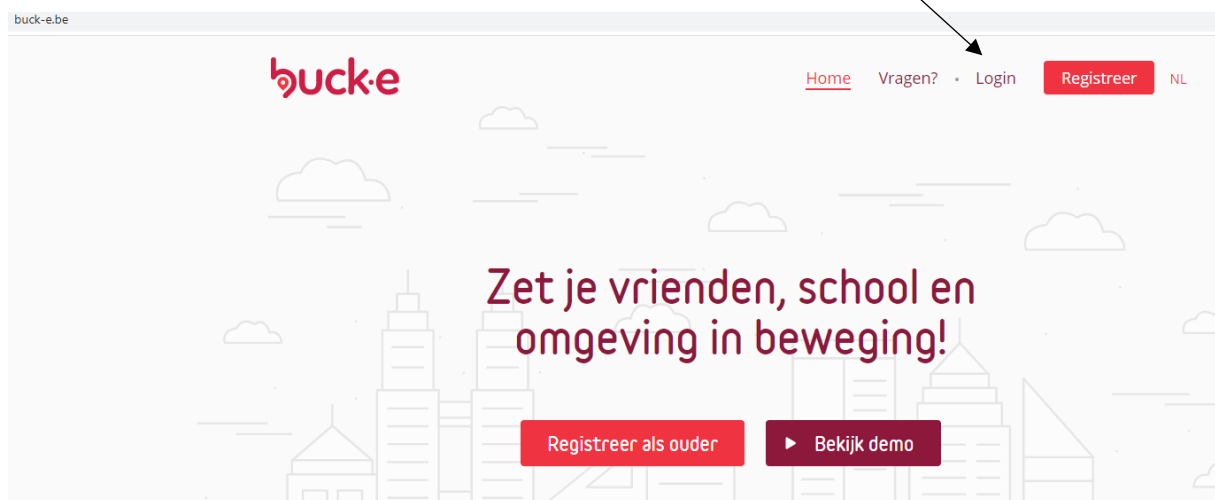 buck-e.be
buck·e
Home Vragen? • Login Registreer NL
Zet je vrienden, school en
omgeving in beweging!
Registreer als ouder Bekijk demo